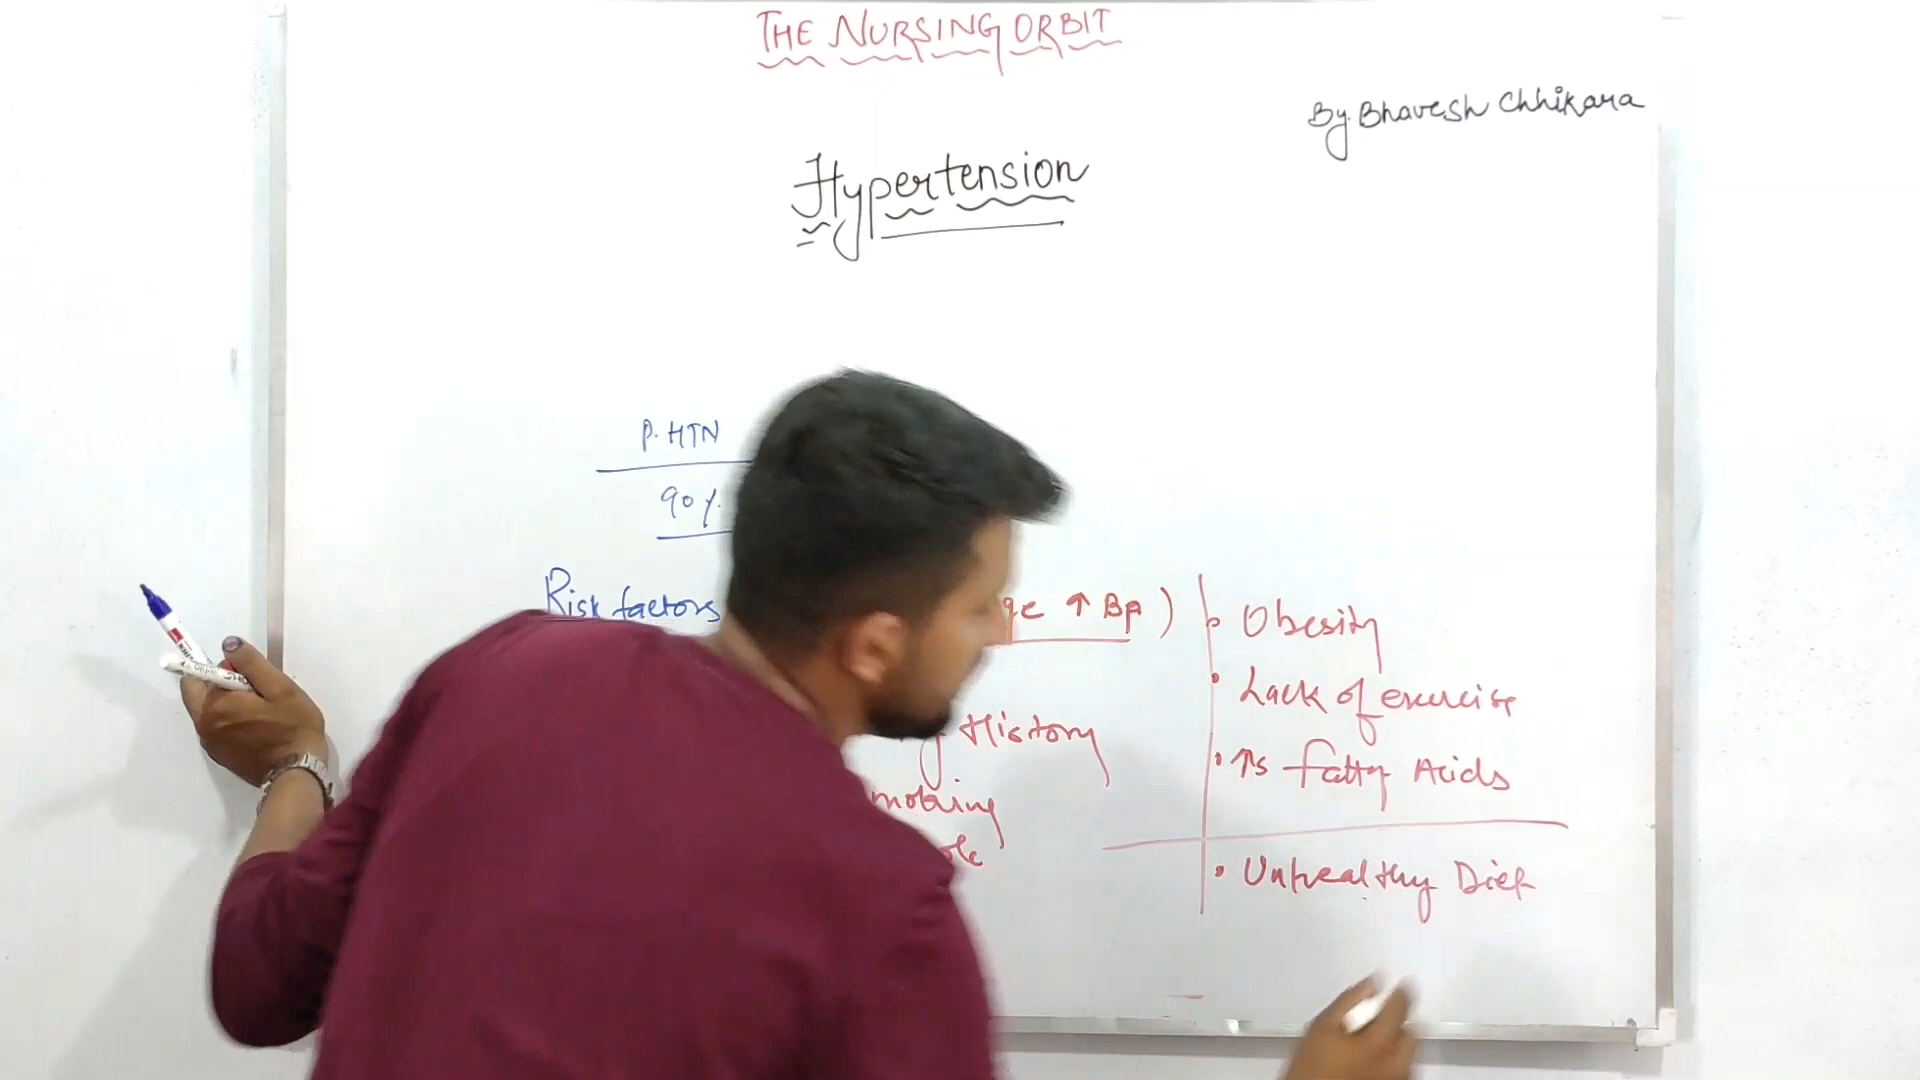 THE NURSING ORBIT
By. Bhavesh Chhikara
Hypertension
P. HTN
90%
Risk factors
↑ BP )
History
• Obesity
• Lack of exercise
• ↑s fatty Acids
• Unhealthy Diet